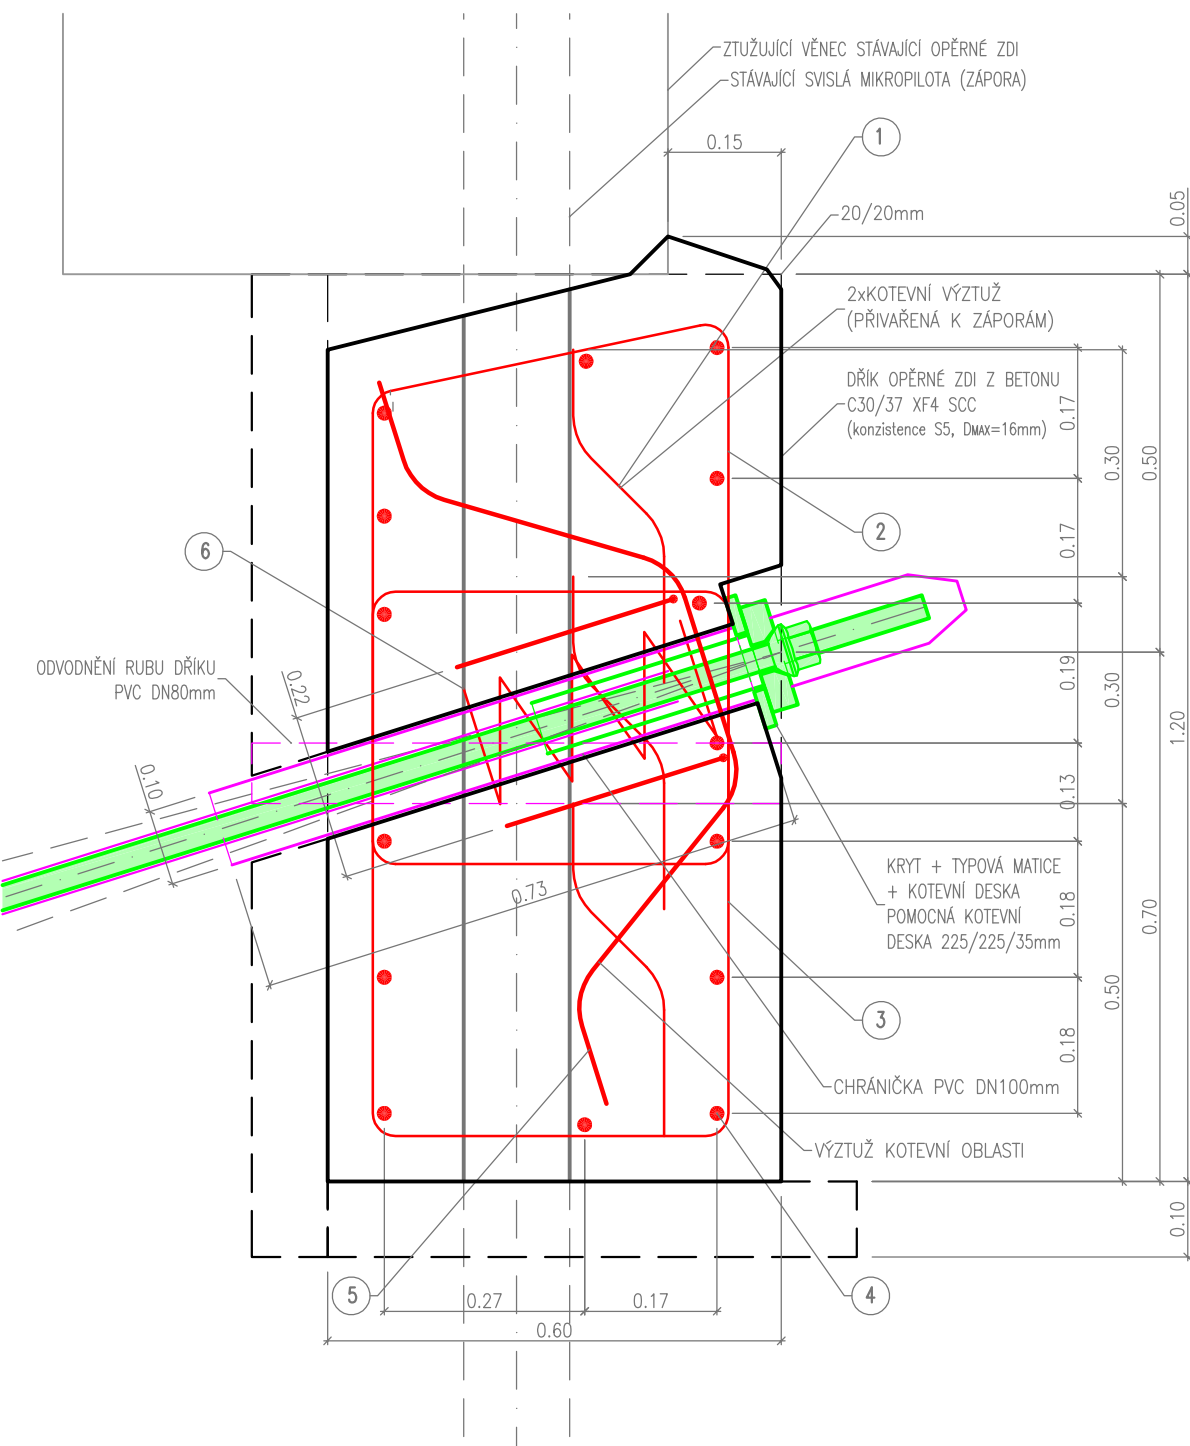 ZTUŽUJÍCÍ VĚNEC STÁVAJÍCÍ OPĚRNÉ ZDI
STÁVAJÍCÍ SVISLÁ MIKROPILOTA (ZÁPORA)
1
0.15
20/20mm
0.05
2xKOTEVNÍ VÝZTUŽ
(PŘIVAŘENÁ K ZÁPORÁM)
DŘÍK OPĚRNÉ ZDI Z BETONU
C30/37 XF4 SCC
(konzistence S5, DMAX=16mm)
0.17
0.30
0.50
2
0.17
6
ODVODNĚNÍ RUBU DŘÍKU
PVC DN80mm
0.22
0.19
0.30
1.20
0.10
0.13
KRYT + TYPOVÁ MATICE
+ KOTEVNÍ DESKA
POMOCNÁ KOTEVNÍ
DESKA 225/225/35mm
0.73
0.18
0.70
0.50
3
0.18
CHRÁNIČKA PVC DN100mm
VÝZTUŽ KOTEVNÍ OBLASTI
0.10
5
4
0.27
0.17
0.60